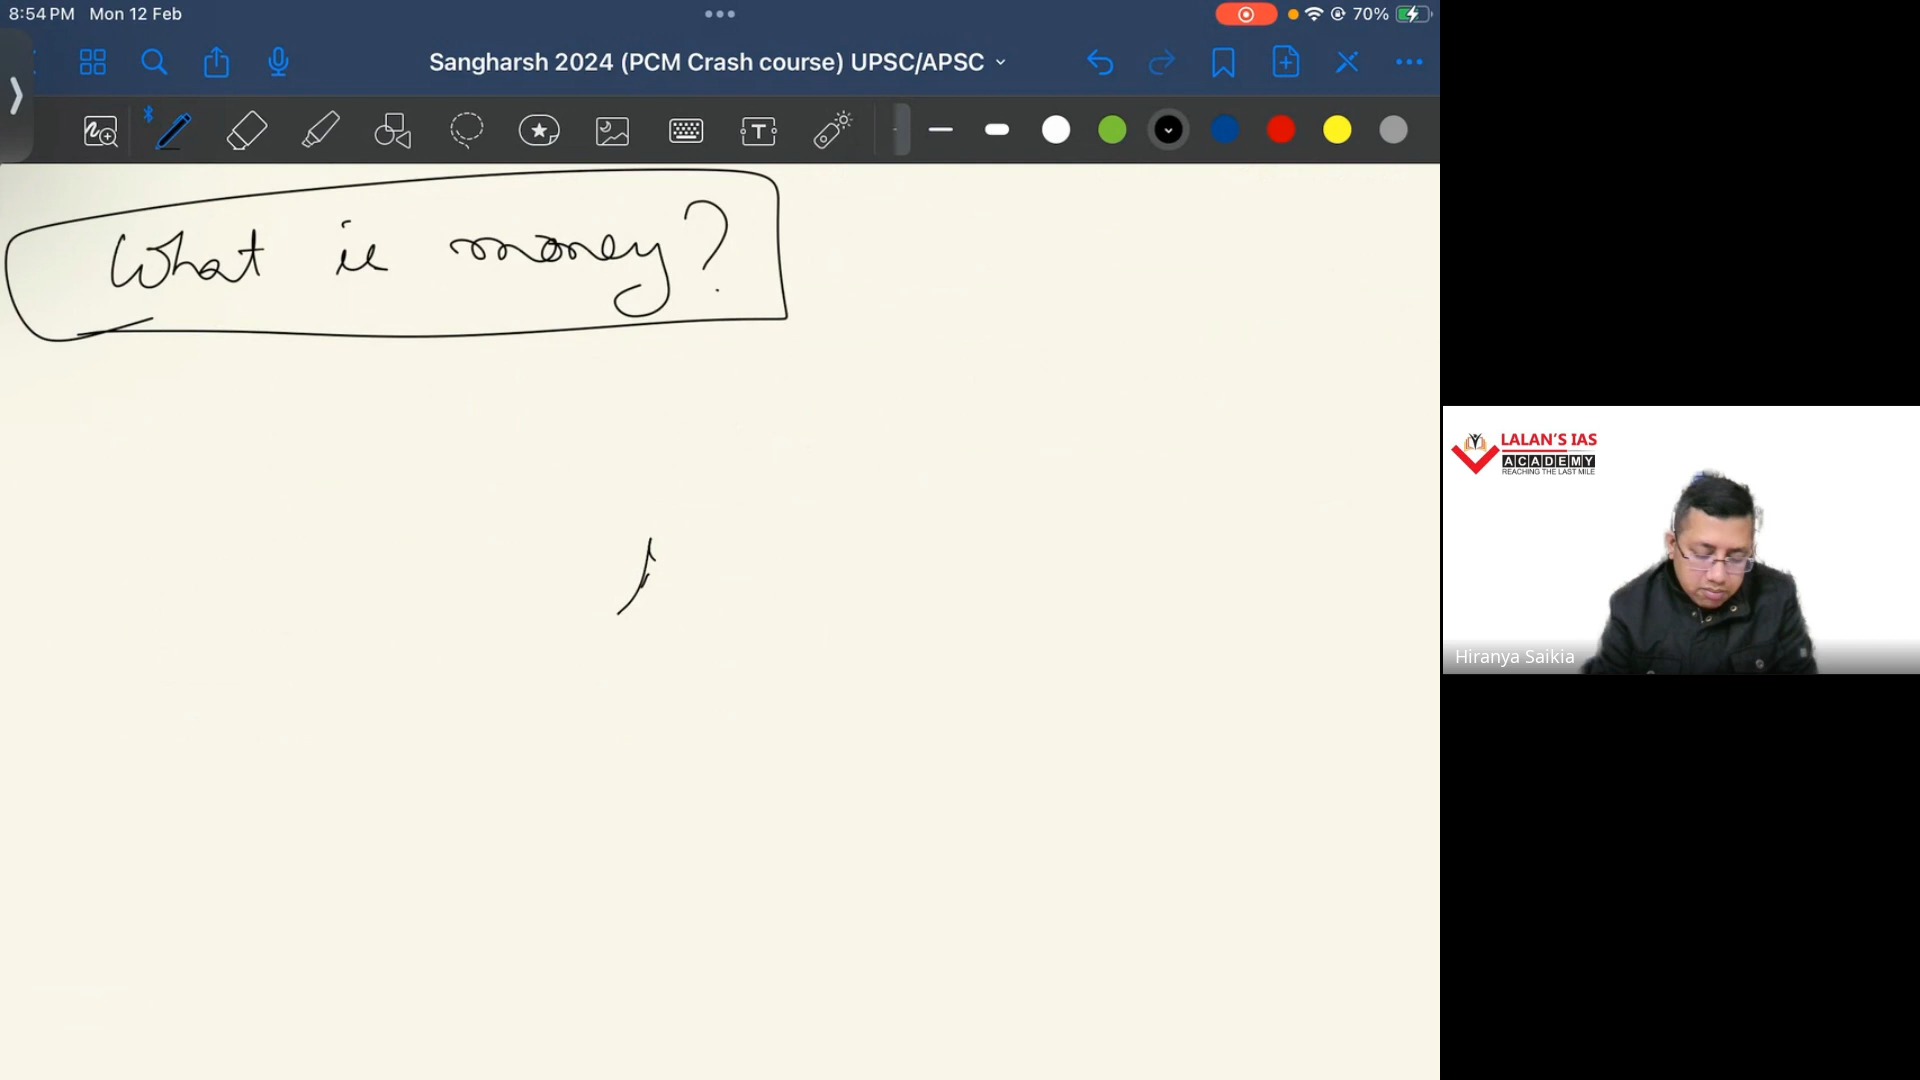 8:54 PM Mon 12 Feb
70%
Sangharsh 2024 (PCM Crash course) UPSC/APSC
T
What is money?
LALAN'S IAS
ACADEMY
REACHING THE LAST MILE
Hiranya Saikia